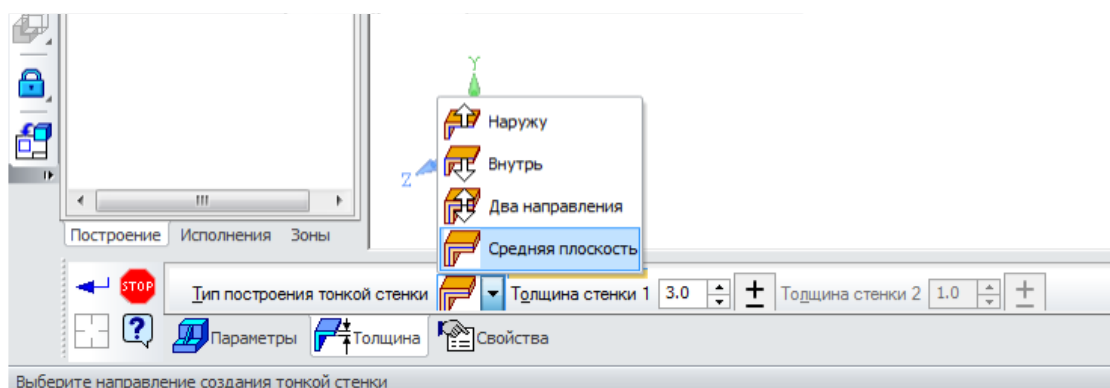 Y
Наружу
Внутрь
Z
Два направления
Средняя плоскость
Построение Исполнения Зоны
STOP Тип построения тонкой стенки Толщина стенки 1 3.0 Толщина стенки 2 1.0
Параметры Толщина Свойства
Выберите направление создания тонкой стенки